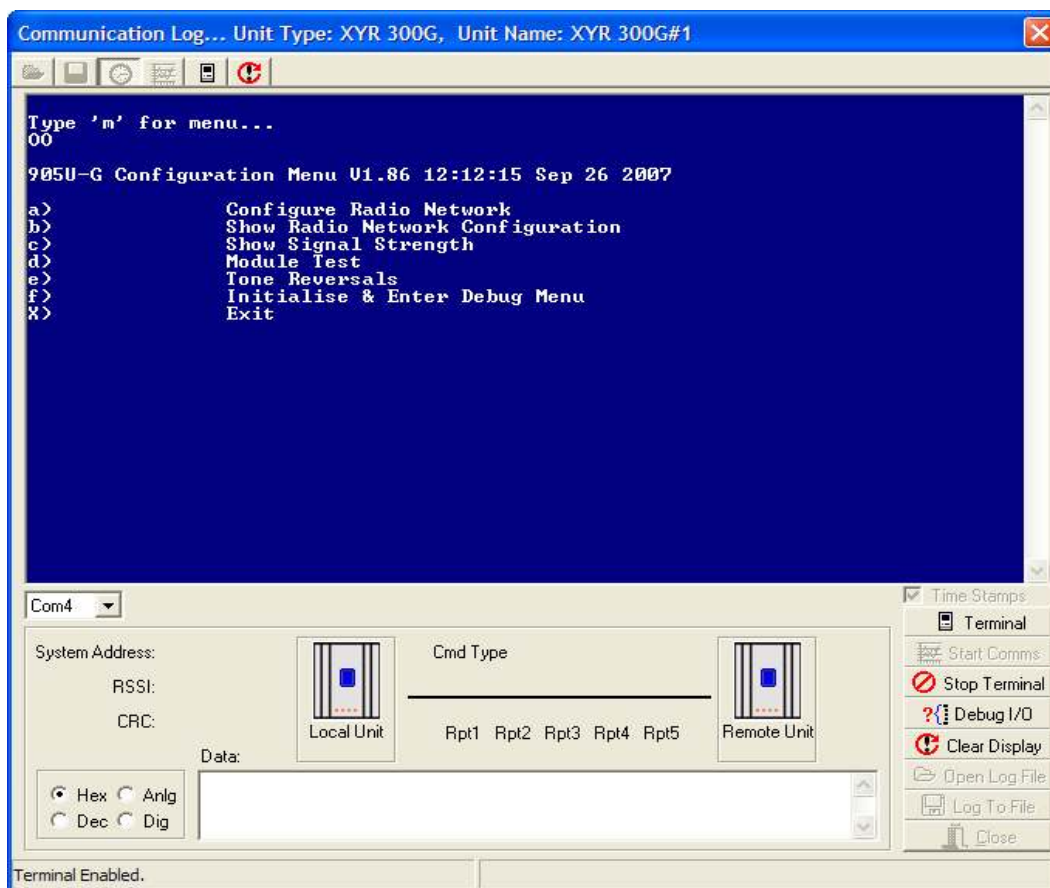 Communication Log... Unit Type: XYR 300G, Unit Name: XYR 300G#1
Type 'm' for menu...
OO
905U-G Configuration Menu V1.86 12:12:15 Sep 26 2007
a) Configure Radio Network
b) Show Radio Network Configuration
c) Show Signal Strength
d) Module Test
e) Tone Reversals
f) Initialise & Enter Debug Menu
X) Exit
Com4
Time Stamps
Terminal
Start Comms
Stop Terminal
Debug I/O
Clear Display
Open Log File
Log To File
Close
System Address:
RSSI:
CRC:
Local Unit
Cmd Type
Rpt1 Rpt2 Rpt3 Rpt4 Rpt5
Remote Unit
Data:
Hex Anlg
Dec Dig
Terminal Enabled.